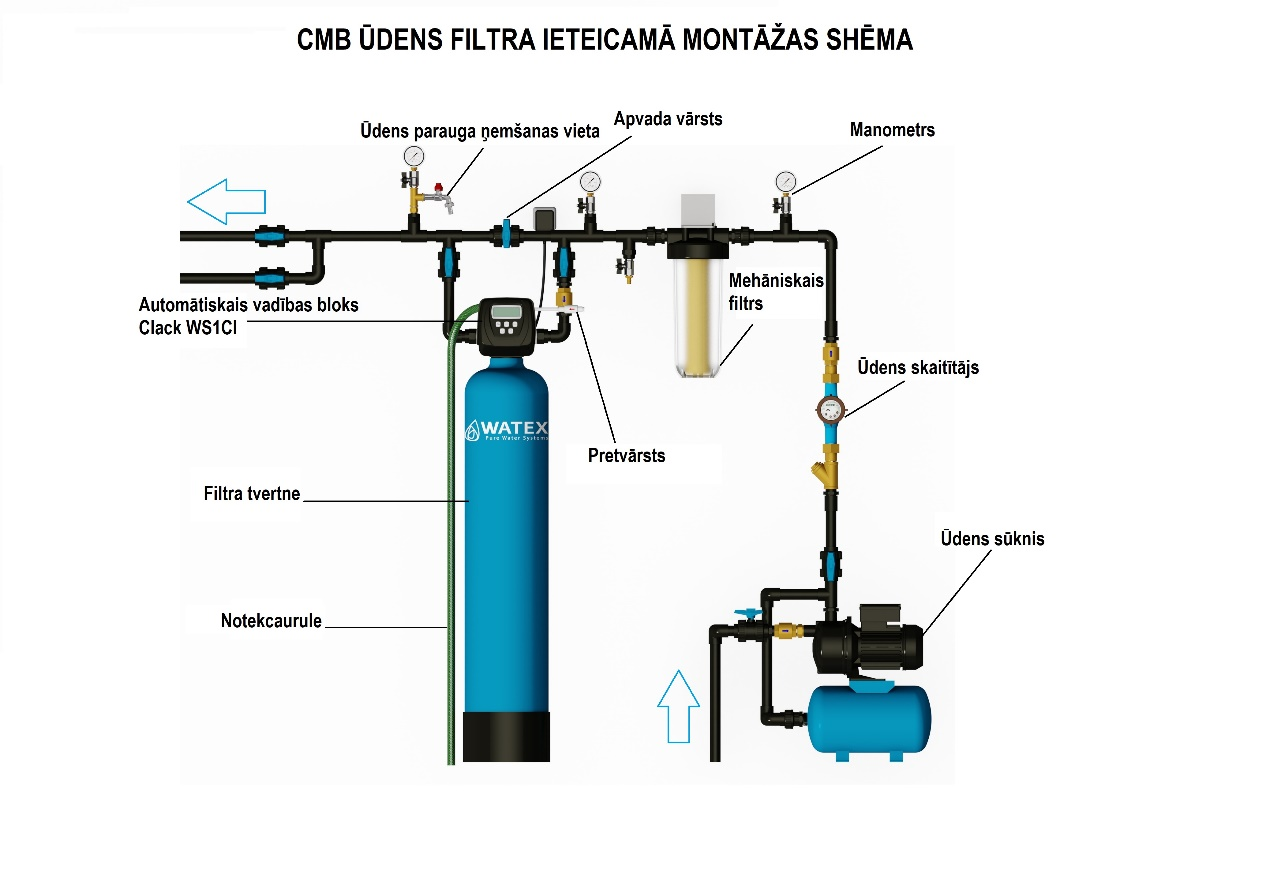 CMB ŪDENS FILTRA IETEICAMĀ MONTĀŽAS SHĒMA
Apvada vārsts
Ūdens parauga ņemšanas vieta
Manometrs
Mehāniskais
filtrs
Automātiskais vadības bloks
Clack WS1CI
Ūdens skaitītājs
WATEX
Pure Water Systems
Pretvārsts
Filtra tvertne
Ūdens sūknis
Notekcaurule